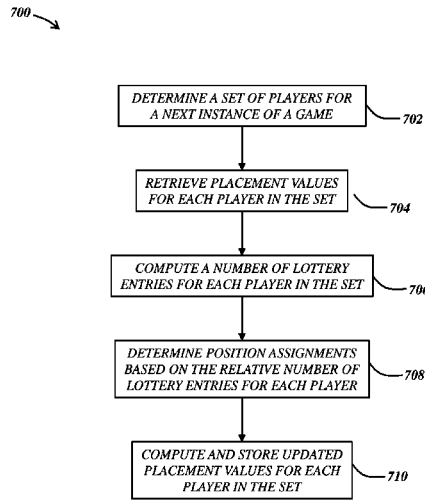 700
DETERMINE A SET OF PLAYERS FOR
A NEXT INSTANCE OF A GAME
702
RETRIEVE PLACEMENT VALUES
FOR EACH PLAYER IN THE SET
704
COMPUTE A NUMBER OF LOTTERY
ENTRIES FOR EACH PLAYER IN THE SET
706
DETERMINE POSITION ASSIGNMENTS
BASED ON THE RELATIVE NUMBER OF
LOTTERY ENTRIES FOR EACH PLAYER
708
COMPUTE AND STORE UPDATED
PLACEMENT VALUES FOR EACH
PLAYER IN THE SET
710